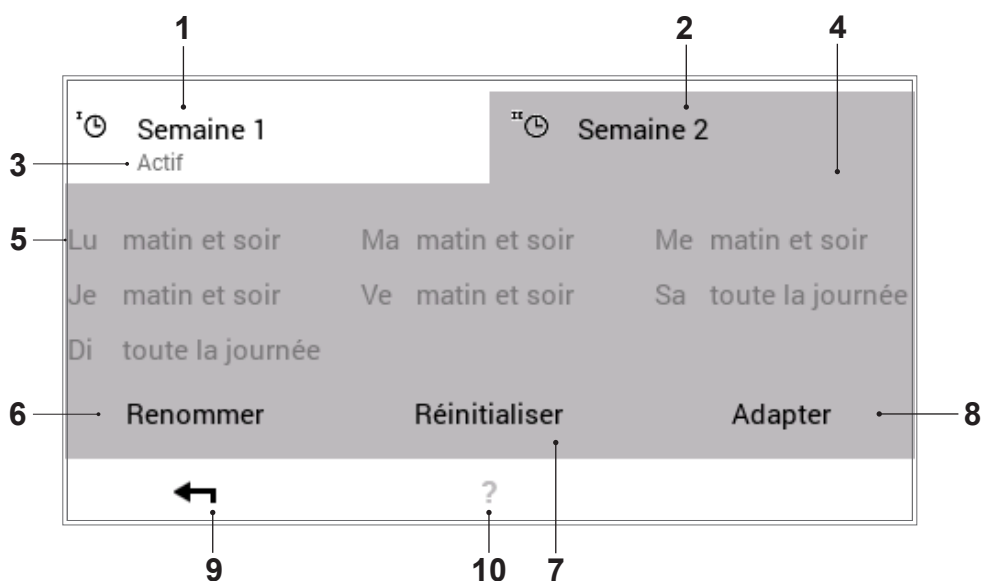 1 2 4
I Semaine 1 II Semaine 2
3 Actif
5 Lu matin et soir Ma matin et soir Me matin et soir
Je matin et soir Ve matin et soir Sa toute la journée
Di toute la journée
6 Renommer Réinitialiser Adapter 8
?
9 10 7